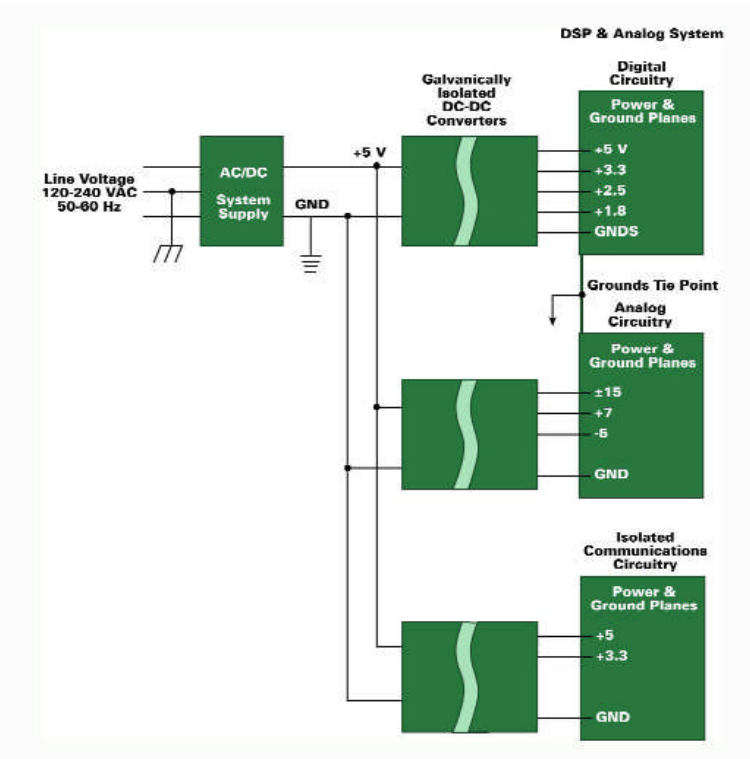 DSP & Analog System
Digital
Circuitry
Galvanically
Isolated
DC-DC
Converters
Power &
Ground Planes
+5 V
+3.3
+2.5
+1.8
GNDS
Line Voltage
120-240 VAC
50-60 Hz
AC/DC
System
Supply
+5 V
GND
Grounds Tie Point
Analog
Circuitry
Power &
Ground Planes
±15
+7
-5
GND
Isolated
Communications
Circuitry
Power &
Ground Planes
+5
+3.3
GND